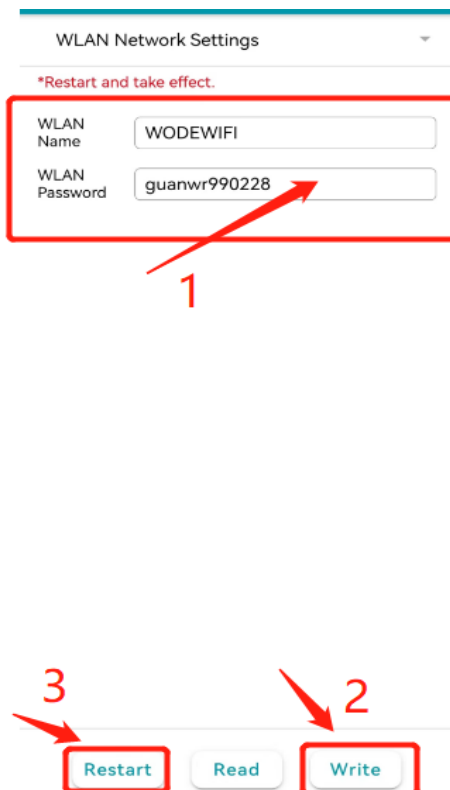 WLAN Network Settings
*Restart and take effect.
WLAN
Name
WODEWIFI
WLAN
Password
guanwr990228
1
3
2
Restart
Read
Write